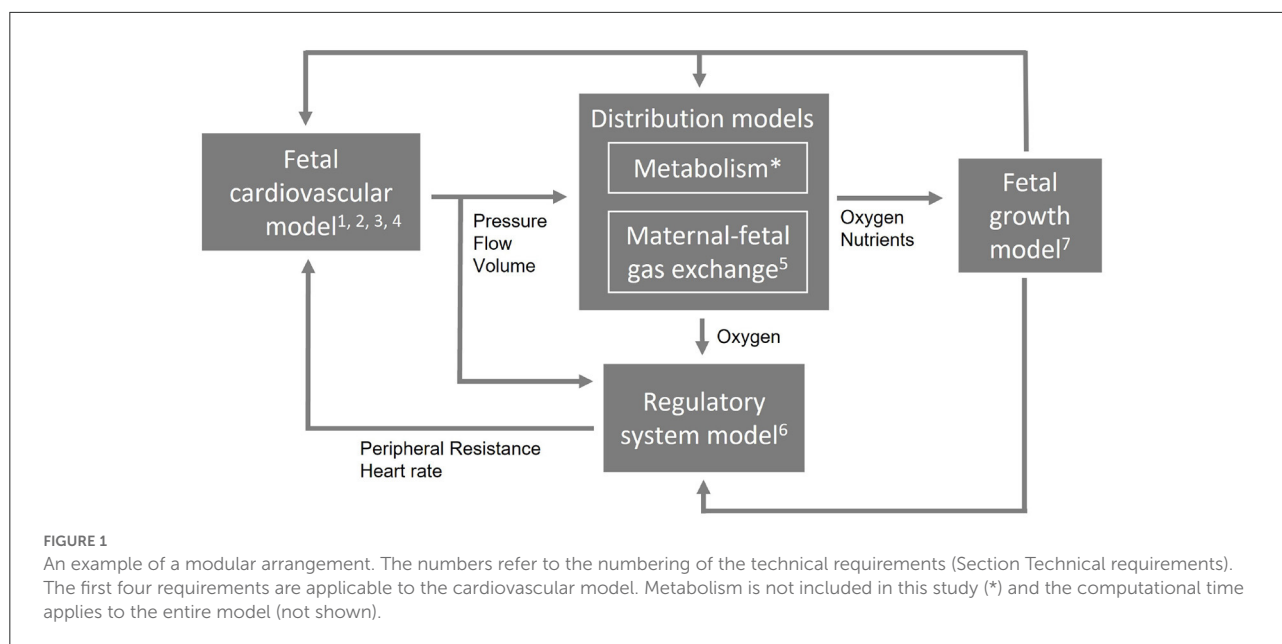 Fetal
cardiovascular
model1, 2, 3, 4
Pressure
Flow
Volume
Distribution models
Metabolism*
Maternal-fetal
gas exchange5
Oxygen
Nutrients
Fetal
growth
model7
Oxygen
Regulatory
system model6
Peripheral Resistance
Heart rate
FIGURE 1
An example of a modular arrangement. The numbers refer to the numbering of the technical requirements (Section Technical requirements).
The first four requirements are applicable to the cardiovascular model. Metabolism is not included in this study (*) and the computational time
applies to the entire model (not shown).